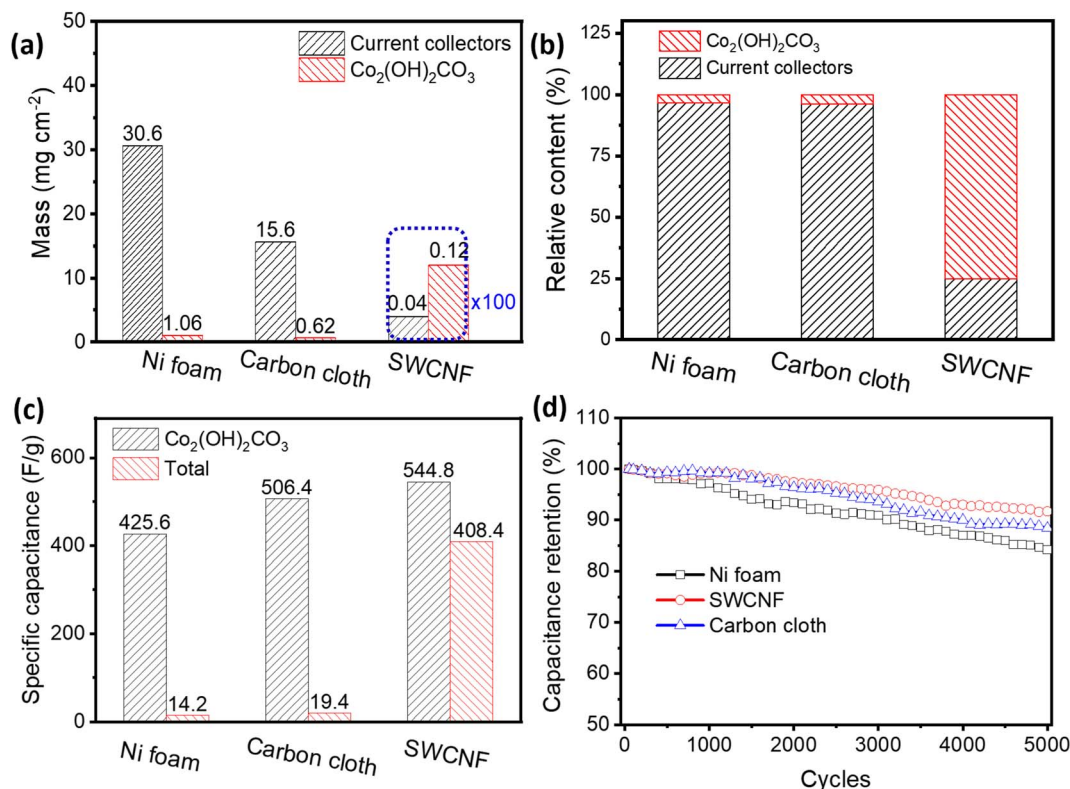 (a)
50
40
30
20
10
0
Mass (mg cm⁻²)
Current collectors
Co₂(OH)₂CO₃
30.6
1.06
15.6
0.62
0.04
0.12
x100
Ni foam
Carbon cloth
SWCNF
(b)
125
100
75
50
25
0
Relative content (%)
Co₂(OH)₂CO₃
Current collectors
Ni foam
Carbon cloth
SWCNF
(c)
600
400
200
0
Specific capacitance (F/g)
Co₂(OH)₂CO₃
Total
425.6
14.2
506.4
19.4
544.8
408.4
Ni foam
Carbon cloth
SWCNF
(d)
110
100
90
80
70
60
50
Capacitance retention (%)
Ni foam
SWCNF
Carbon cloth
0 1000 2000 3000 4000 5000
Cycles